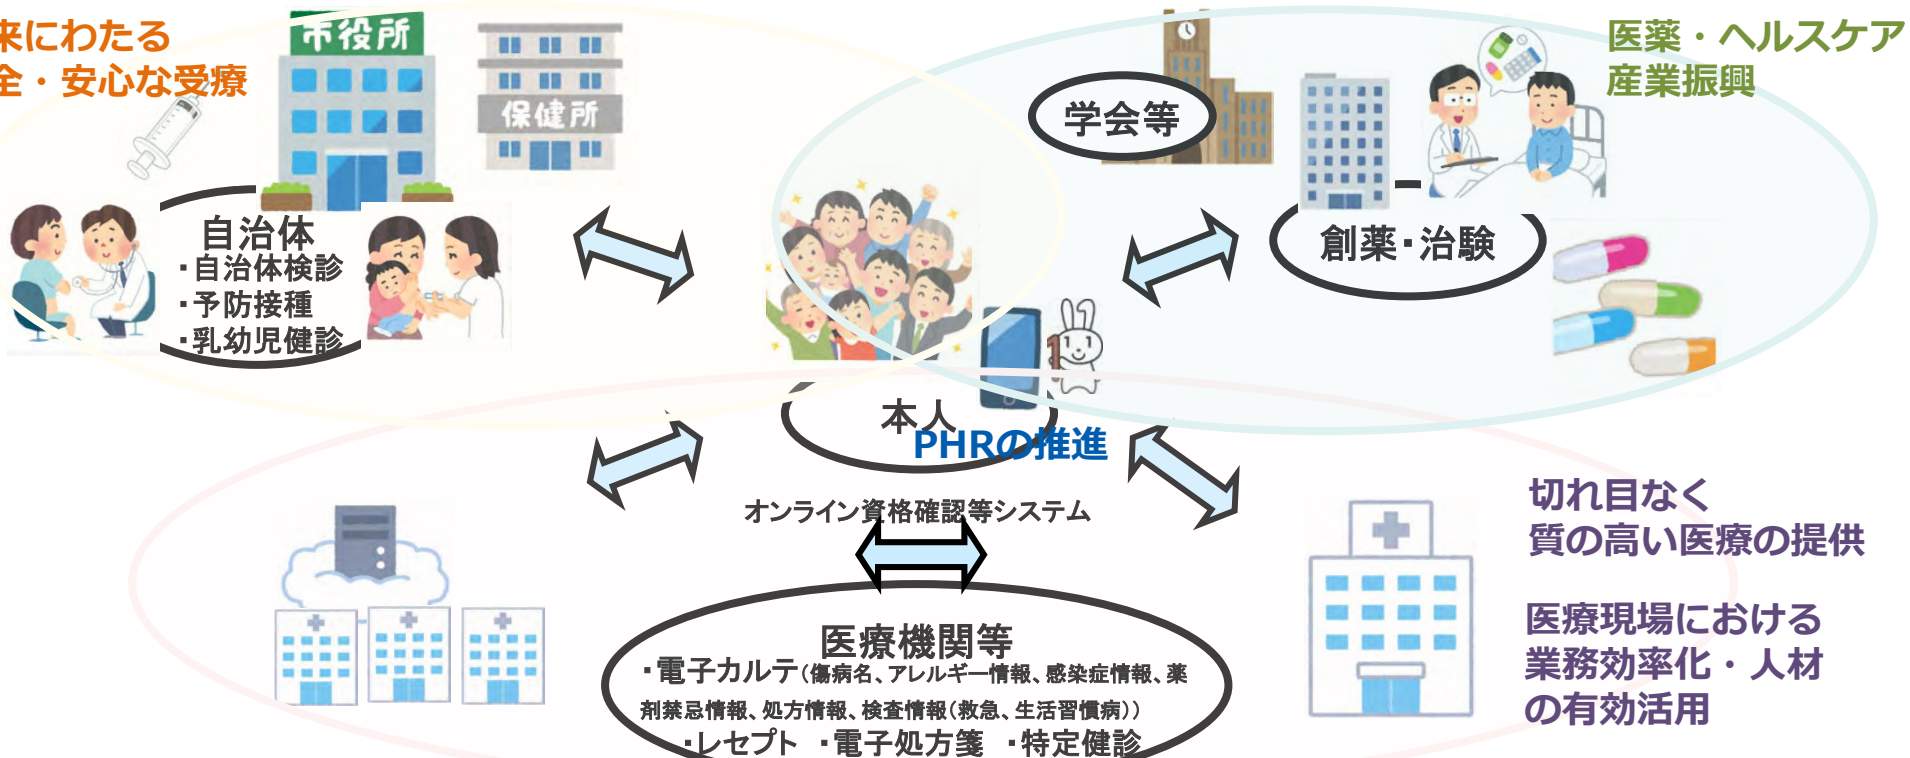 来にわたる
全・安心な受療
市役所
保健所
学会等
医薬・ヘルスケア
産業振興
自治体
・自治体検診
・予防接種
・乳幼児健診
創薬・治験
本人
PHRの推進
オンライン資格確認等システム
医療機関等
・電子カルテ(傷病名、アレルギー情報、感染症情報、薬
剤禁忌情報、処方情報、検査情報(救急、生活習慣病))
・レセプト ・電子処方箋 ・特定健診
切れ目なく
質の高い医療の提供
医療現場における
業務効率化・人材
の有効活用